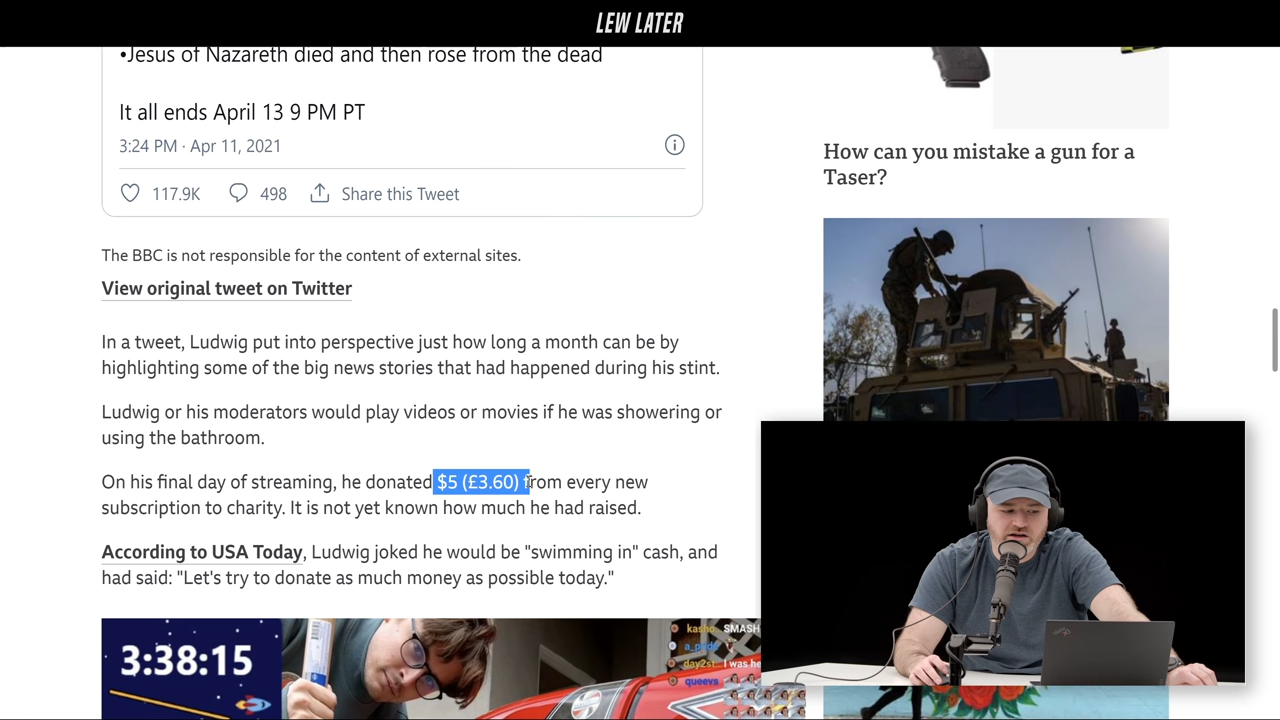 LEW LATER
•Jesus of Nazareth died and then rose from the dead
It all ends April 13 9 PM PT
3:24 PM · Apr 11, 2021
117.9K 498 Share this Tweet
The BBC is not responsible for the content of external sites.
View original tweet on Twitter
In a tweet, Ludwig put into perspective just how long a month can be by
highlighting some of the big news stories that had happened during his stint.
Ludwig or his moderators would play videos or movies if he was showering or
using the bathroom.
On his final day of streaming, he donated $5 (£3.60) from every new
subscription to charity. It is not yet known how much he had raised.
According to USA Today, Ludwig joked he would be "swimming in" cash, and
had said: "Let's try to donate as much money as possible today."
3:38:15
SMASH
I was he
queevs
How can you mistake a gun for a
Taser?